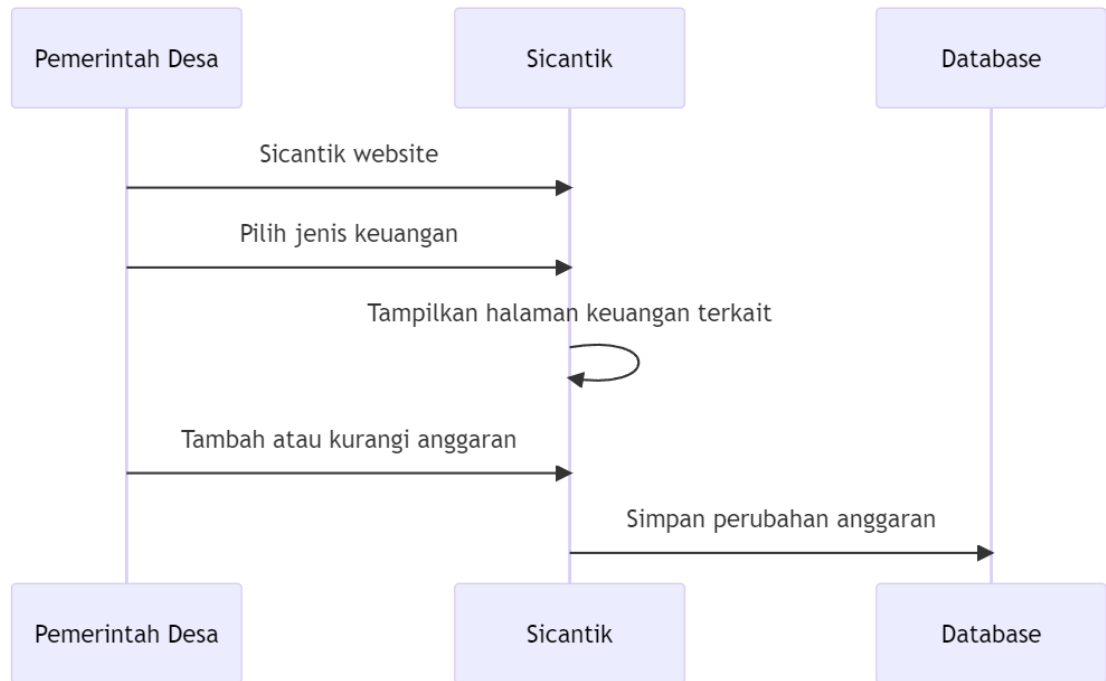 Pemerintah Desa
Sicantik
Database
Sicantik website
Pilih jenis keuangan
Tampilkan halaman keuangan terkait
Tambah atau kurangi anggaran
Simpan perubahan anggaran
Pemerintah Desa
Sicantik
Database